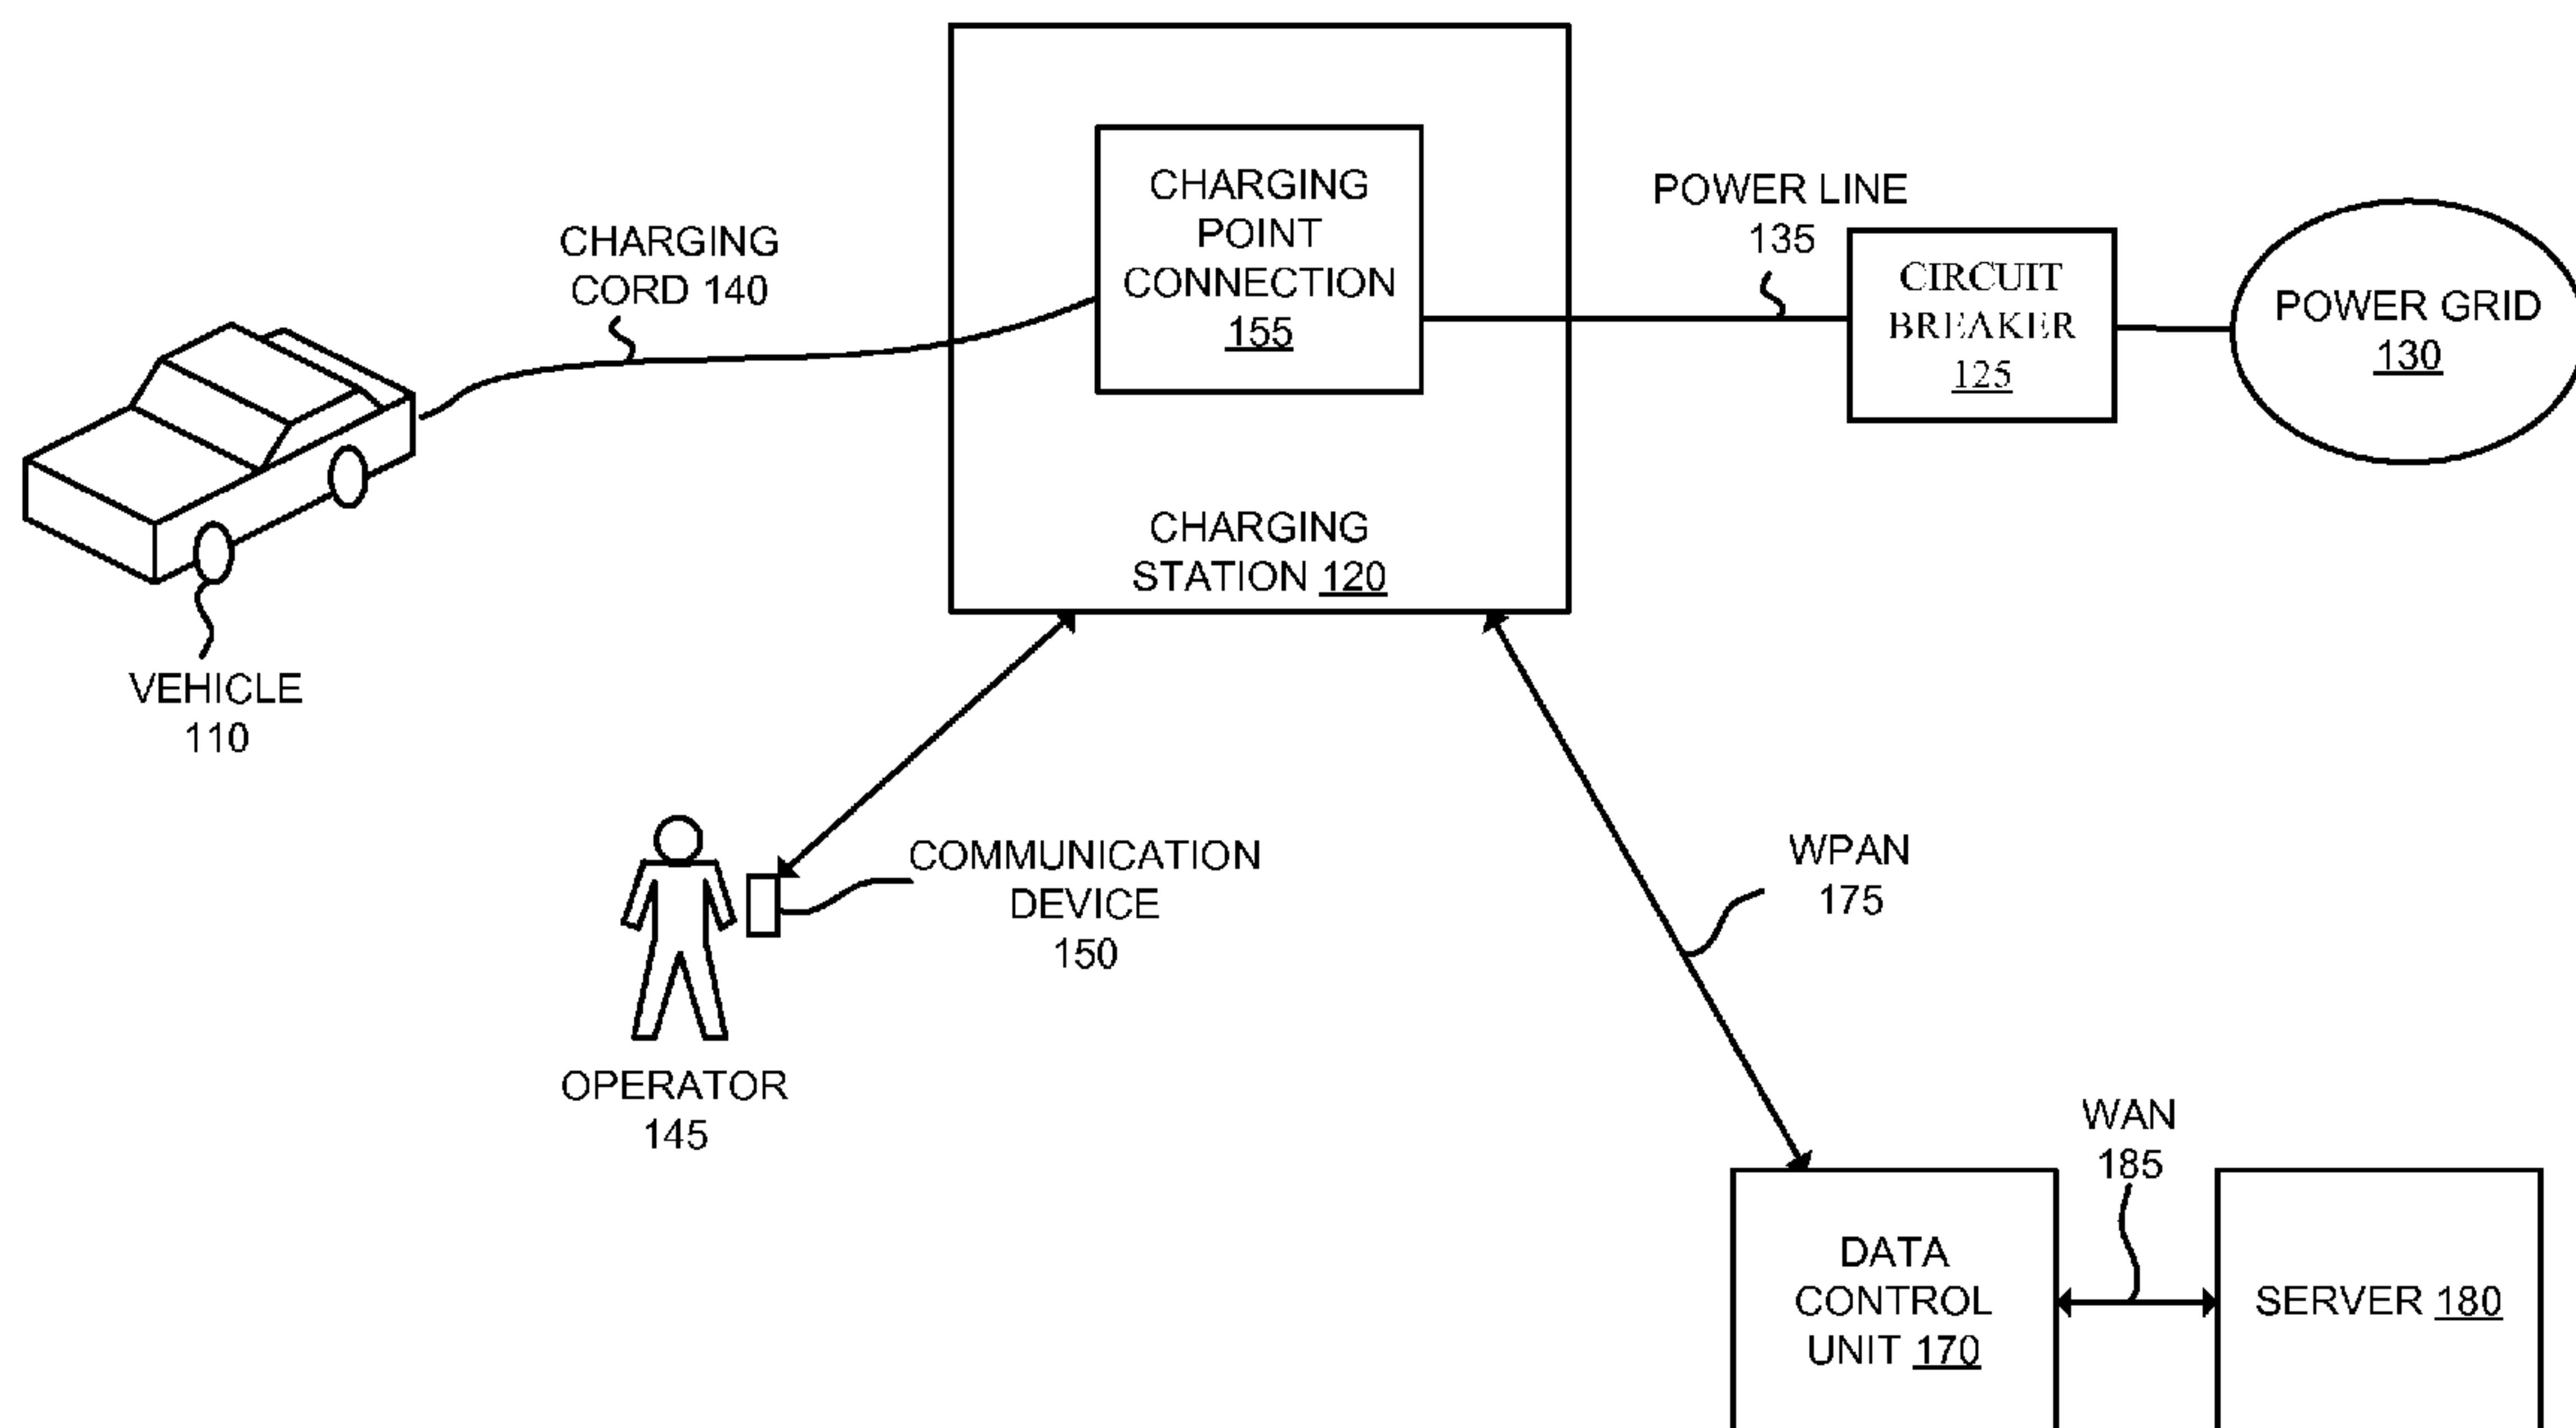 CHARGING
POINT
CONNECTION
155
CHARGING
STATION 120
CHARGING
CORD 140
POWER LINE
135
CIRCUIT
BREAKER
125
POWER GRID
130
VEHICLE
110
COMMUNICATION
DEVICE
150
OPERATOR
145
WPAN
175
WAN
185
DATA
CONTROL
UNIT 170
SERVER 180